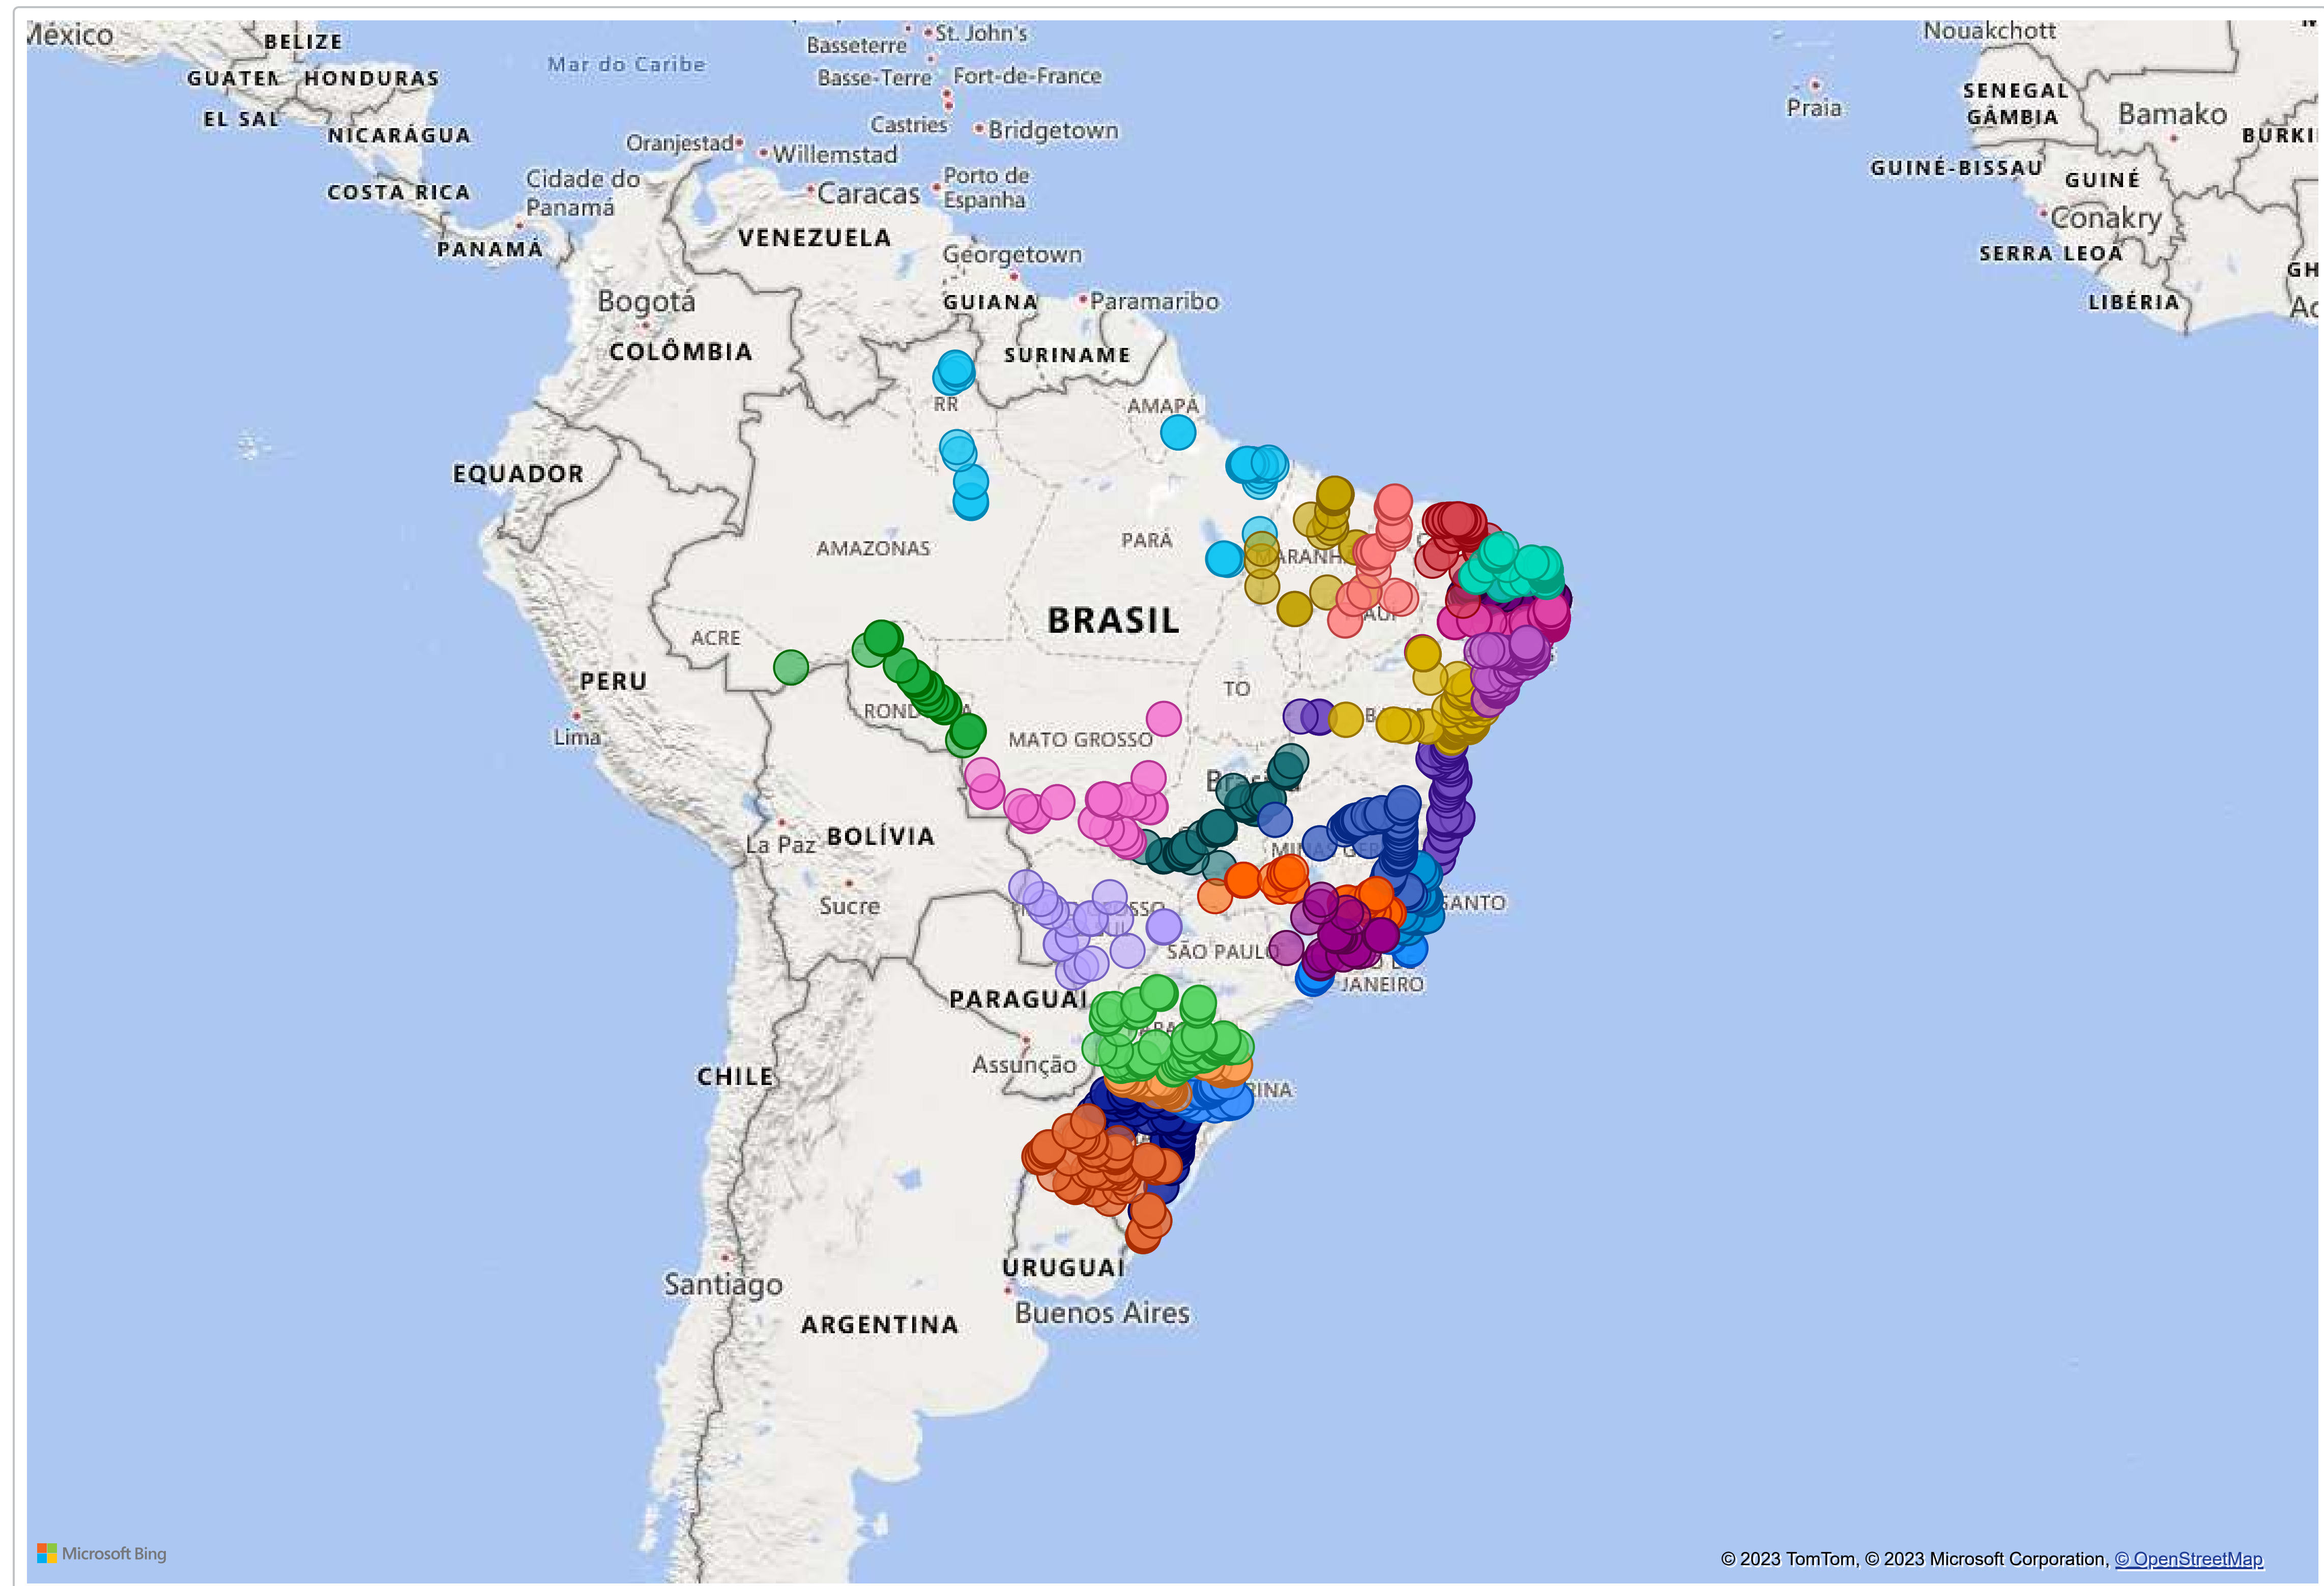 México
BELIZE
Basseterre
St. John's
Nouakchott
Mar do Caribe
GUATEM
HONDURAS
Basse-Terre
Fort-de-France
SENEGAL
Praia
EL SAL
GÂMBIA
Bamako
Castries
Bridgetown
NICARÁGUA
BURKI
Oranjestad
Willemstad
GUINÉ-BISSAU
GUINÉ
Cidade do
Panamá
Porto de
Espanha
COSTA RICA
Caracas
Conakry
PANAMÁ
VENEZUELA
Georgetown
SERRA LEOA
GH
Bogotá
GUIANA
Paramaribo
LIBÉRIA
COLÔMBIA
SURINAME
RR
AMAPÁ
EQUADOR
AMAZONAS
PARÁ
BRASIL
ACRE
PERU
TO
Lima
MATO GROSSO
La Paz
BOLÍVIA
Sucre
SANTO
SÃO PAULO
JANEIRO
PARAGUAI
Assunção
CHILE
RINA
URUGUAI
Santiago
Buenos Aires
ARGENTINA
Microsoft Bing
© 2023 TomTom, © 2023 Microsoft Corporation, © OpenStreetMap